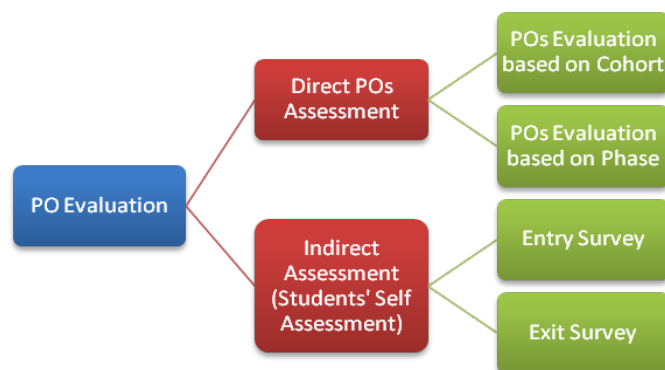 PO Evaluation
Direct POs
Assessment
POs Evaluation
based on Cohort
POs Evaluation
based on Phase
Indirect
Assessment
(Students' Self
Assessment)
Entry Survey
Exit Survey